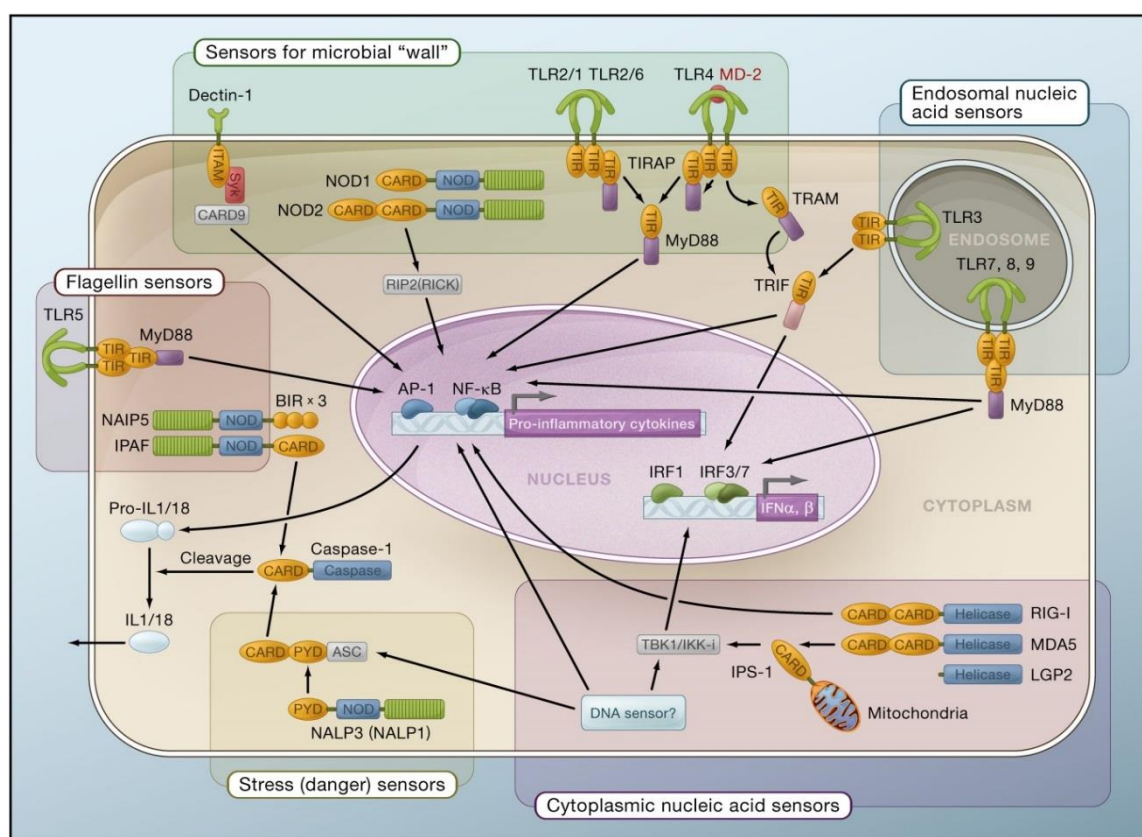 Sensors for microbial “wall”
Dectin-1
ITAM
Syk
CARD9
NOD1
CARD
NOD
NOD2
CARD
CARD
NOD
RIP2(RICK)
TLR2/1 TLR2/6
TIR
TIR
TIR
TIRAP
TLR4 MD-2
TIR
TIR
TIR
TIR
MyD88
TIR
TRAM
TRIF
TIR
Endosomal nucleic
acid sensors
TLR3
TIR
TIR
ENDOSOME
TLR7, 8, 9
TIR
TIR
TIR
MyD88
Flagellin sensors
TLR5
TIR
TIR
TIR
MyD88
NAIP5
NOD
BIR × 3
IPAF
NOD
CARD
AP-1
NF-κB
Pro-inflammatory cytokines
NUCLEUS
IRF1
IRF3/7
IFNα, β
CYTOPLASM
Pro-IL1/18
Cleavage
CARD
Caspase-1
Caspase
IL1/18
CARD
PYD
ASC
PYD
NOD
NALP3 (NALP1)
Stress (danger) sensors
DNA sensor?
TBK1/IKK-i
IPS-1
CARD
Mitochondria
CARD
CARD
Helicase
RIG-I
CARD
CARD
Helicase
MDA5
Helicase
LGP2
Cytoplasmic nucleic acid sensors